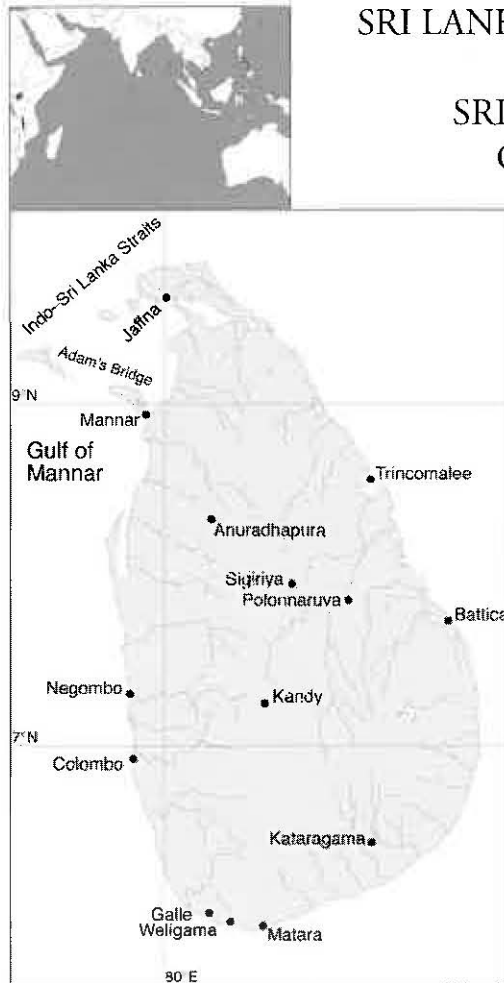 SRI LAN
SRI
Indo-Sri Lanka Straits
Jaffna
Adam's Bridge
9°N
Mannar
Gulf of
Mannar
Trincomalee
Anuradhapura
Sigiriya
Polonnaruva
Battica
Negombo
Kandy
7°N
Colombo
Kataragama
Galle
Weligama
Matara
80°E